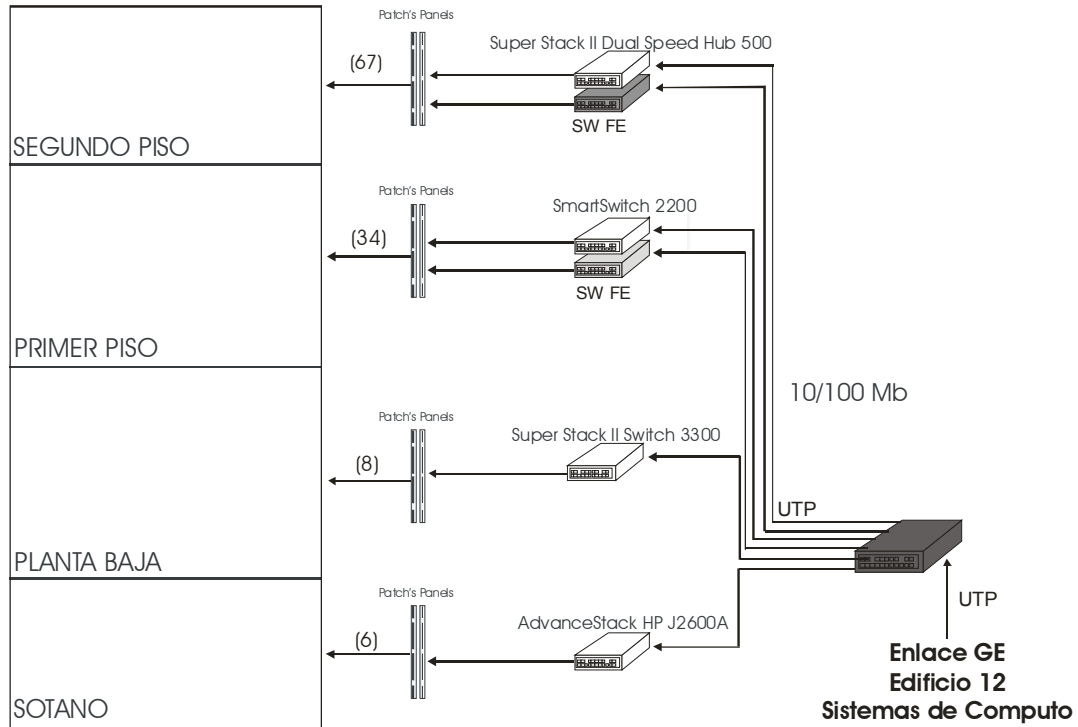 Patch's Panels
Super Stack II Dual Speed Hub 500
(67)
SW FE
SEGUNDO PISO
Patch's Panels
SmartSwitch 2200
(34)
SW FE
PRIMER PISO
10/100 Mb
Patch's Panels
Super Stack II Switch 3300
(8)
UTP
PLANTA BAJA
Patch's Panels
UTP
AdvanceStack HP J2600A
(6)
Enlace GE
Edificio 12
Sistemas de Computo
SOTANO